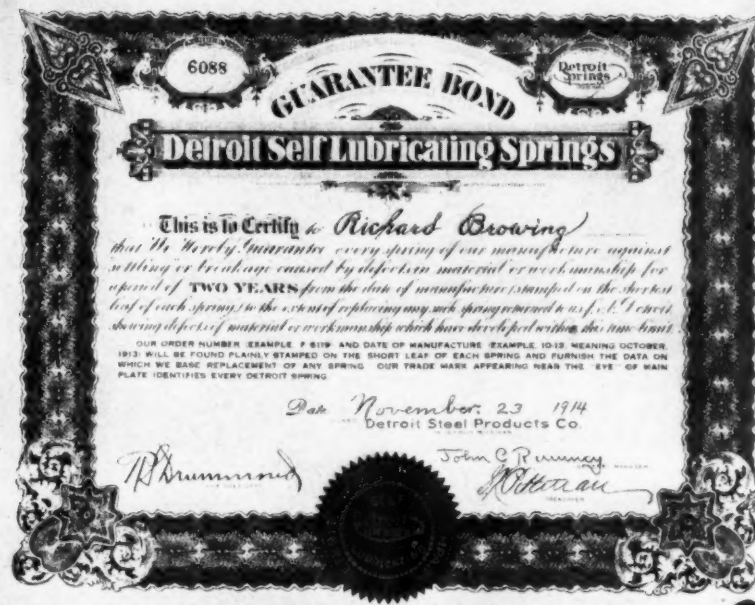 6088
Detroit
Springs
GUARANTEE BOND
Detroit Self Lubricating Springs
This is to Certify to Richard Browing
that We Hereby Guarantee every spring of our manufacture against
settling or breakage caused by defects in material or workmanship for
a period of TWO YEARS from the date of manufacture stamped on the shortest
leaf of each spring, to the extent of replacing any such spring returned to us f.o.b. Detroit
showing defects of material or workmanship which have developed within this time limit.
OUR ORDER NUMBER (EXAMPLE, P 6119) AND DATE OF MANUFACTURE (EXAMPLE, 10-13, MEANING OCTOBER,
1913) WILL BE FOUND PLAINLY STAMPED ON THE SHORT LEAF OF EACH SPRING AND FURNISH THE DATA ON
WHICH WE BASE REPLACEMENT OF ANY SPRING. OUR TRADE MARK APPEARING NEAR THE "EYE" OF MAIN
PLATE IDENTIFIES EVERY DETROIT SPRING.
Date November. 23 1914
Detroit Steel Products Co.
John G Rumney
TREASURER